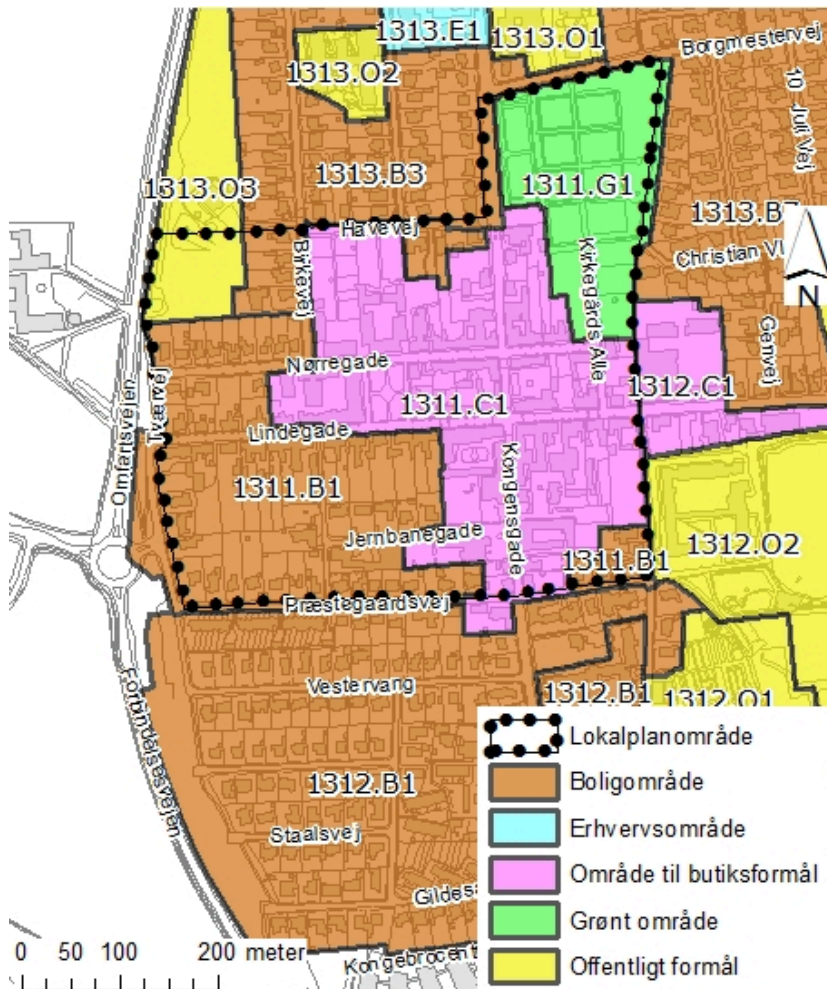 1313.E1
1313.O1
Borgmestervej
1313.O2
10 Juli Vej
1313.B3
1313.O3
1311.G1
1313.B7
Havevej
Birkevej
Kirkegårds Alle
Christian VI
N
Genvej
Nørregade
1312.C1
1311.C1
Tværvej
Omfartsvejen
Lindegade
1311.B1
Kongensgade
Jernbanegade
1312.O2
1311.B1
Præstegaardsvej
Vestervang
1312.B1
1312.O1
Forbindelsesvejen
1312.B1
Staalsvej
Lokalplanområde
Boligområde
Erhvervsområde
Område til butiksformål
Grønt område
Offentligt formål
0 50 100 200 meter